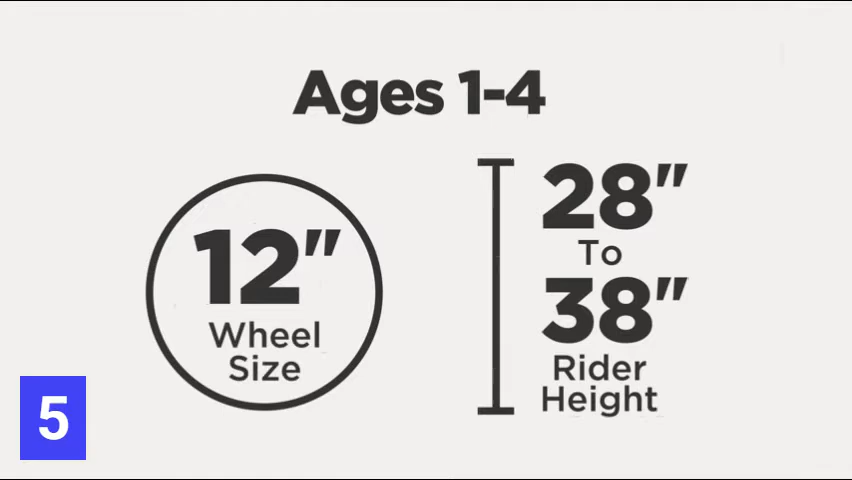 Ages 1-4
12"
Wheel
Size
28"
To
38"
Rider
Height
5